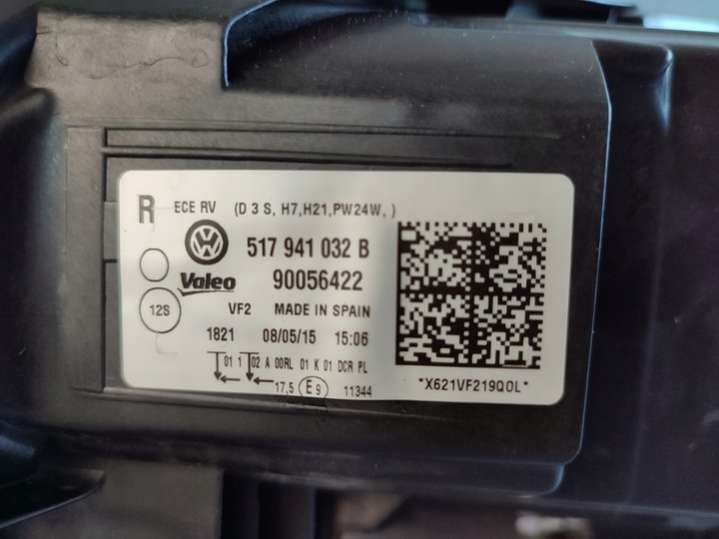 R ECE RV (D 3 S, H7,H21,PW24W, )
517 941 032 B
Valeo 90056422
12S VF2 MADE IN SPAIN
1821 08/05/15 15:06
01 1 02 A 00RL 01 K 01 DCR PL
17,5 E9 11344
*X621VF219Q0L*